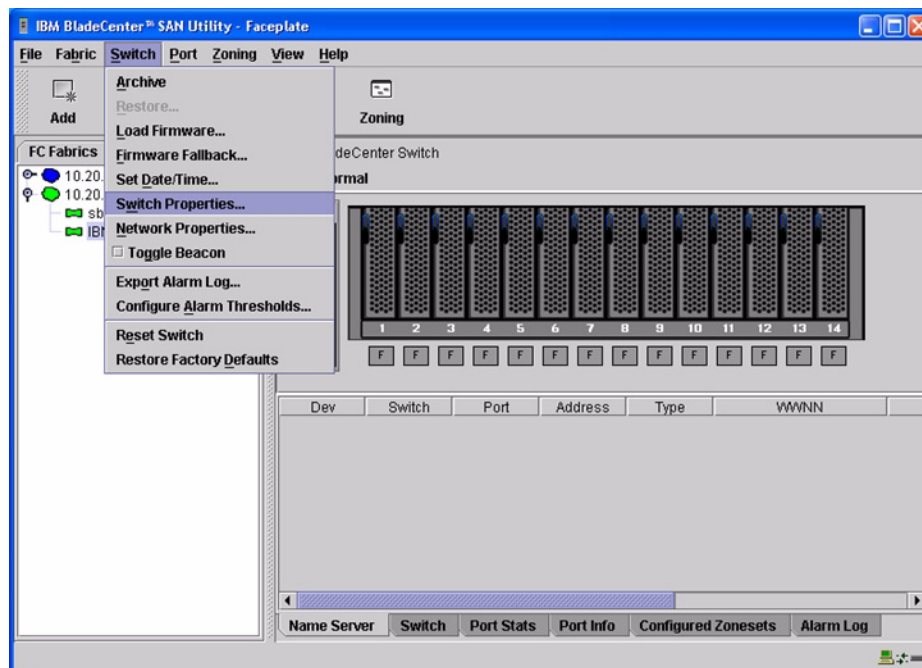 IBM BladeCenter™ SAN Utility - Faceplate
File Fabric Switch Port Zoning View Help
Add
Zoning
Archive
Restore...
Load Firmware...
Firmware Fallback...
Set Date/Time...
Switch Properties...
Network Properties...
Toggle Beacon
Export Alarm Log...
Configure Alarm Thresholds...
Reset Switch
Restore Factory Defaults
FC Fabrics
10.20.
10.20.
sb
IB
deCenter Switch
rmal
1 2 3 4 5 6 7 8 9 10 11 12 13 14
F F F F F F F F F F F F F F
Dev Switch Port Address Type WWNN
Name Server Switch Port Stats Port Info Configured Zonesets Alarm Log